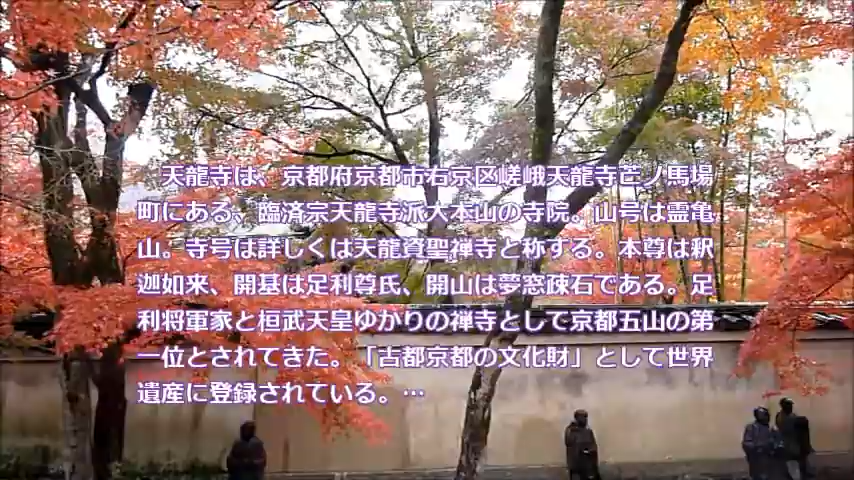 天龍寺は、京都府京都市右京区嵯峨天龍寺芒ノ馬場
町にある、臨済宗天龍寺派大本山の寺院。山号は霊亀
山。寺号は詳しくは天龍資聖禅寺と称する。本尊は釈
迦如来、開基は足利尊氏、開山は夢窓疎石である。足
利将軍家と桓武天皇ゆかりの禅寺として京都五山の第
一位とされてきた。「古都京都の文化財」として世界
遺産に登録されている。…